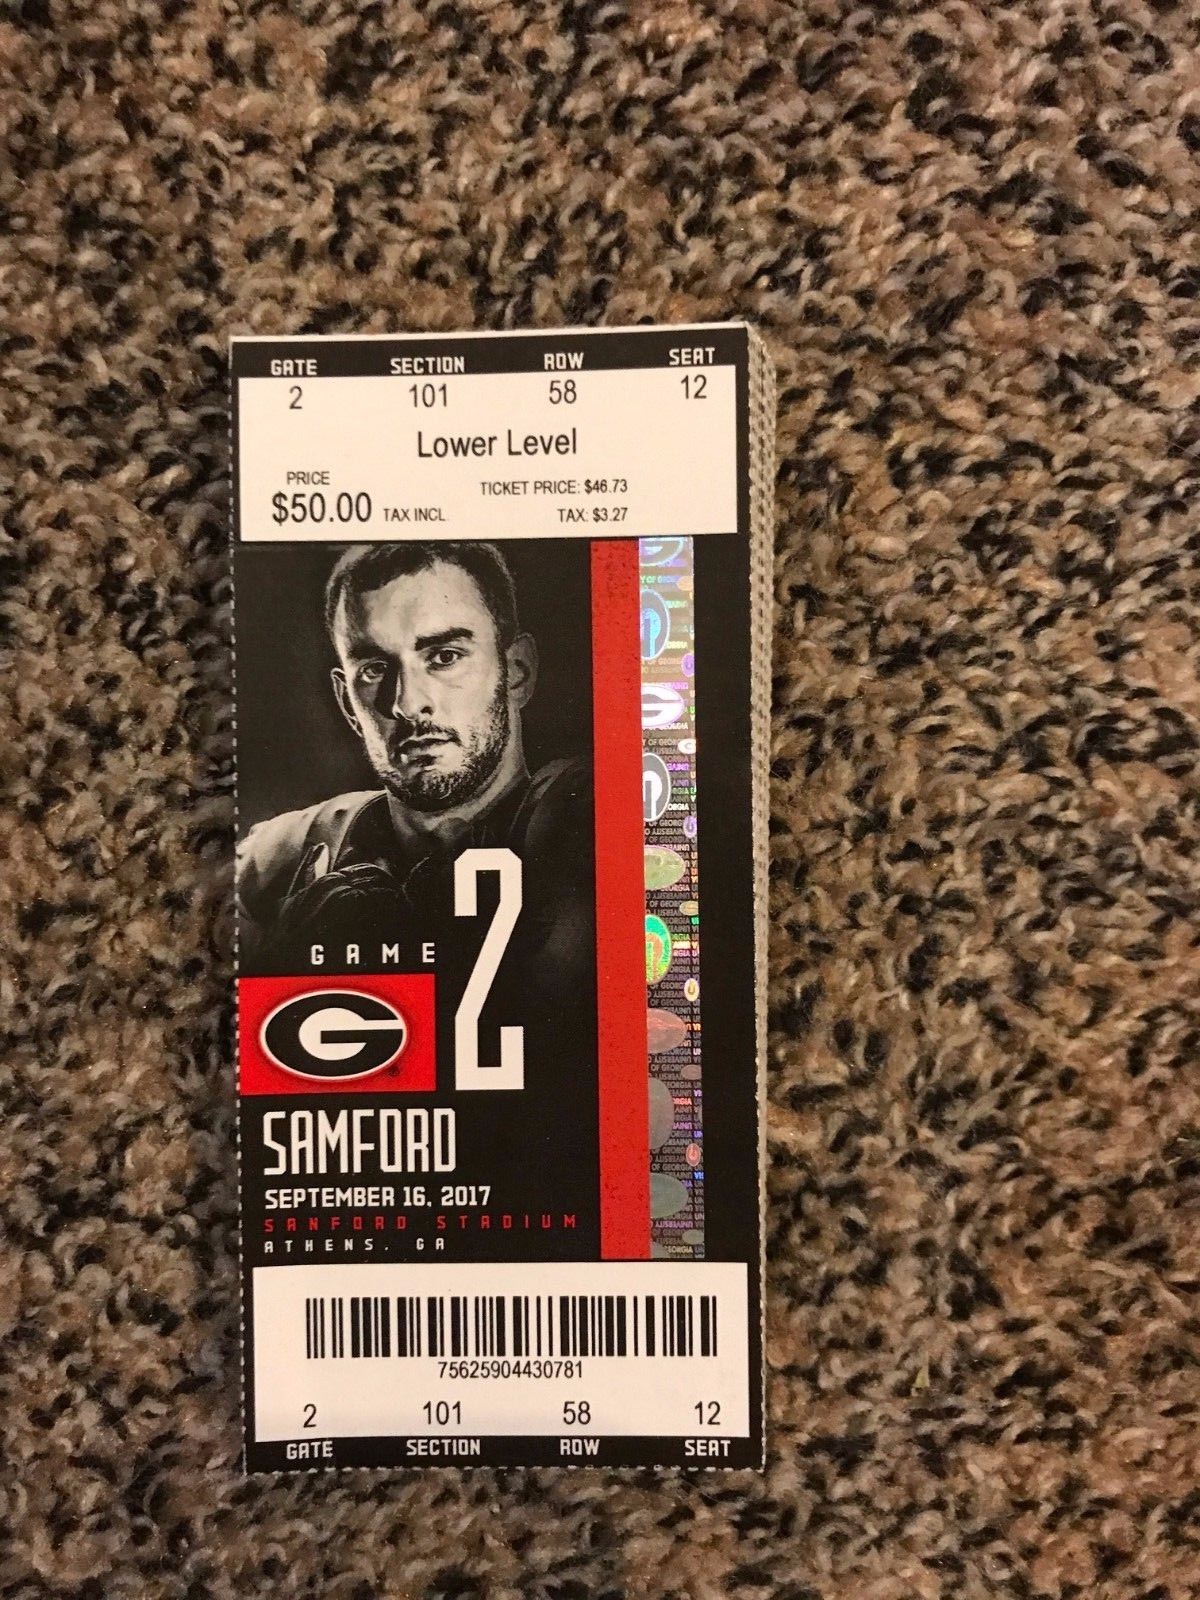 GATE SECTION ROW SEAT
2 101 58 12
Lower Level
PRICE
$50.00 TAX INCL. TICKET PRICE: $46.73
TAX: $3.27
GAME 2
G
SAMFORD
SEPTEMBER 16, 2017
SANFORD STADIUM
ATHENS, GA
75625904430781
2 101 58 12
GATE SECTION ROW SEAT